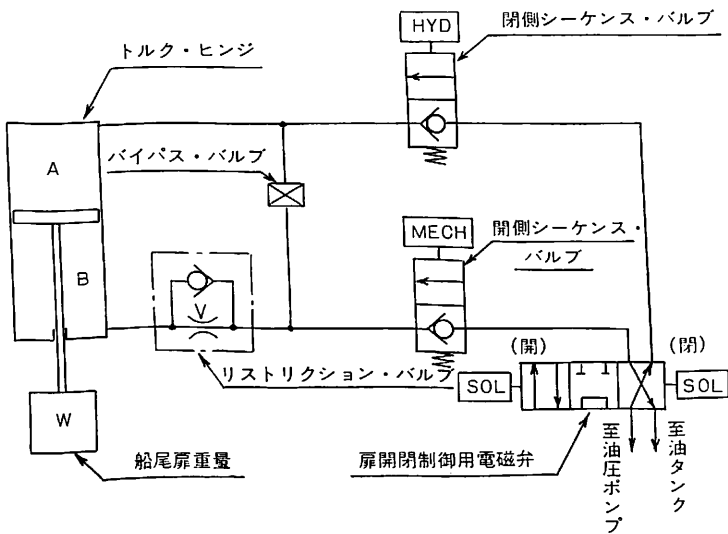 HYD
閉側シーケンス・バルブ
トルク・ヒンジ
A
バイパス・バルブ
MECH
開側シーケンス・
バルブ
B
V
(開)
(閉)
リストリクション・バルブ
SOL
SOL
W
船尾扉重量
扉開閉制御用電磁弁
至油圧ポンプ
至油タンク